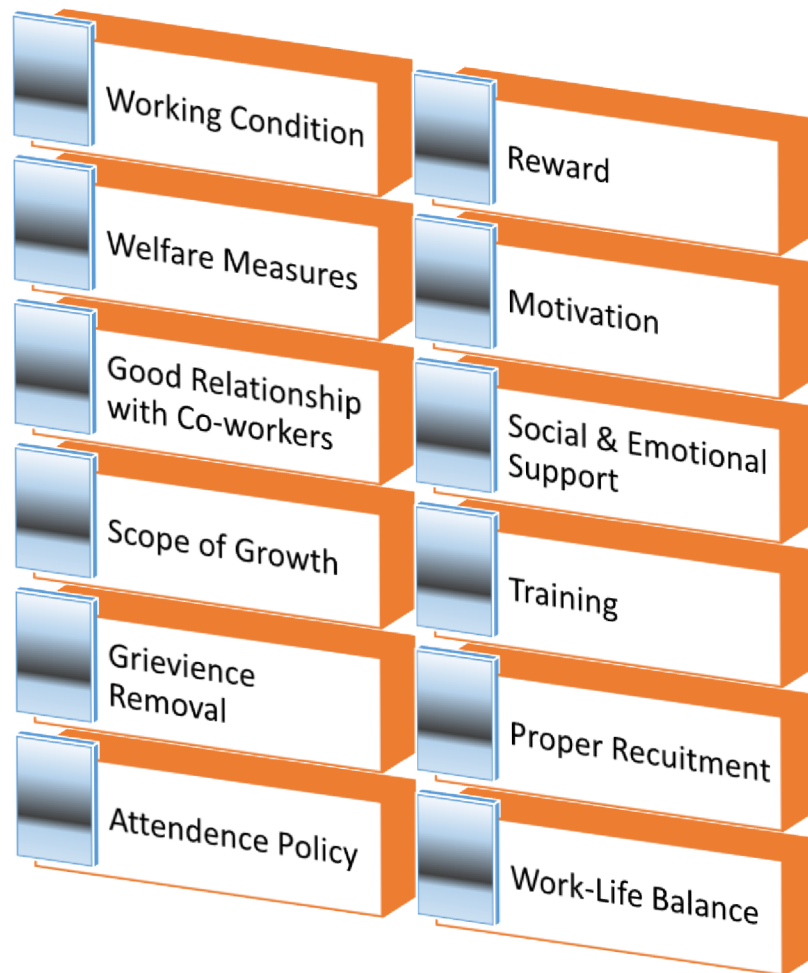 Working Condition
Reward
Welfare Measures
Motivation
Good Relationship
with Co-workers
Social & Emotional
Support
Scope of Growth
Training
Grievience
Removal
Proper Recuitment
Attendence Policy
Work-Life Balance